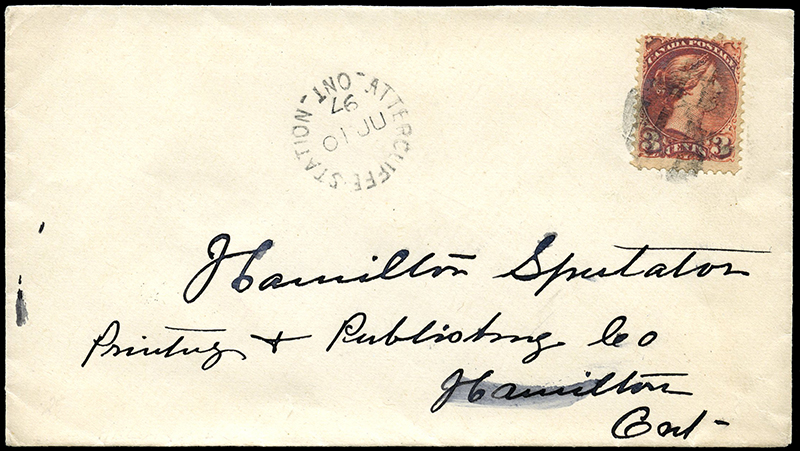 CANADA POSTAGE
3 CENTS 3
ATTERCLIFFE-STATION - ONT -
JU 10
97
Hamilton Spectator
Printing + Publishing Co
Hamilton
Ont-